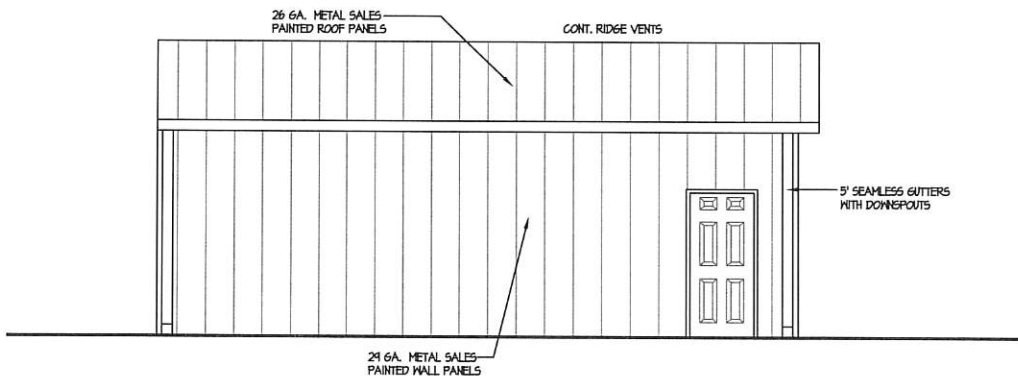 26 GA. METAL SALES
PAINTED ROOF PANELS
CONT. RIDGE VENTS
5' SEAMLESS GUTTERS
WITH DOWNSPOUTS
29 GA. METAL SALES
PAINTED WALL PANELS